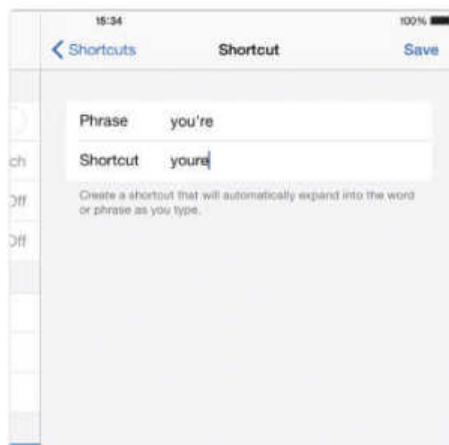 15:34 100%
Shortcuts Shortcut Save
Phrase you're
ch Shortcut youre
Off Create a shortcut that will automatically expand into the word
or phrase as you type.
Off